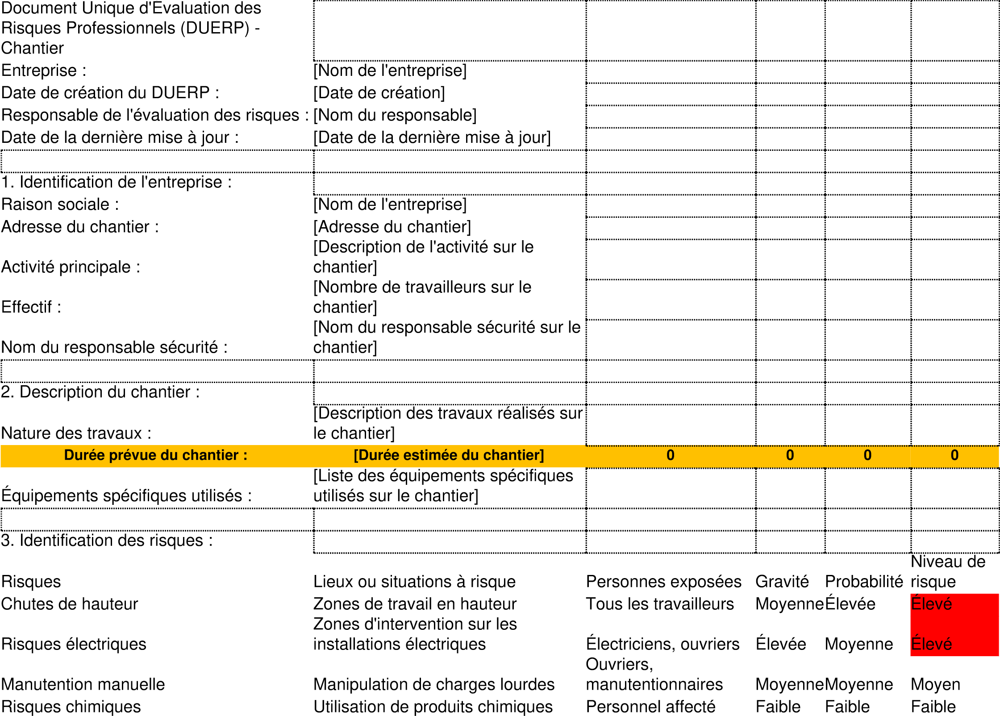 Document Unique d'Évaluation des
Risques Professionnels (DUERP) -
Chantier
Entreprise : [Nom de l'entreprise]
Date de création du DUERP : [Date de création]
Responsable de l'évaluation des risques : [Nom du responsable]
Date de la dernière mise à jour : [Date de la dernière mise à jour]
1. Identification de l'entreprise :
Raison sociale : [Nom de l'entreprise]
Adresse du chantier : [Adresse du chantier]
[Description de l'activité sur le
Activité principale : chantier]
[Nombre de travailleurs sur le
Effectif : chantier]
[Nom du responsable sécurité sur le
Nom du responsable sécurité : chantier]
2. Description du chantier :
[Description des travaux réalisés sur
Nature des travaux : le chantier]
Durée prévue du chantier : [Durée estimée du chantier] 0 0 0 0
[Liste des équipements spécifiques
Équipements spécifiques utilisés : utilisés sur le chantier]
3. Identification des risques :
Niveau de
Risques Lieux ou situations à risque Personnes exposées Gravité Probabilité risque
Chutes de hauteur Zones de travail en hauteur Tous les travailleurs Moyenne Élevée Élevé
Zones d'intervention sur les
Risques électriques installations électriques Électriciens, ouvriers Élevée Moyenne Élevé
Ouvriers,
Manutention manuelle Manipulation de charges lourdes manutentionnaires Moyenne Moyenne Moyen
Risques chimiques Utilisation de produits chimiques Personnel affecté Faible Faible Faible